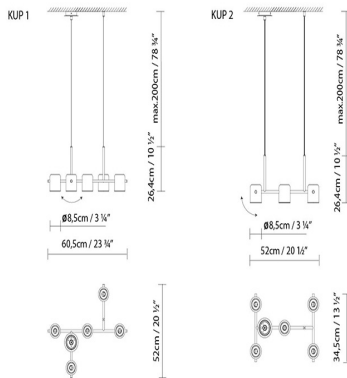 KUP 1
max.200cm / 78 ¾”
26,4cm / 10 ½”
ø8,5cm / 3 ¼”
60,5cm / 23 ¾”
52cm / 20 ½”
KUP 2
max.200cm / 78 ¾”
26,4cm / 10 ½”
ø8,5cm / 3 ¼”
52cm / 20 ½”
34,5cm / 13 ½”